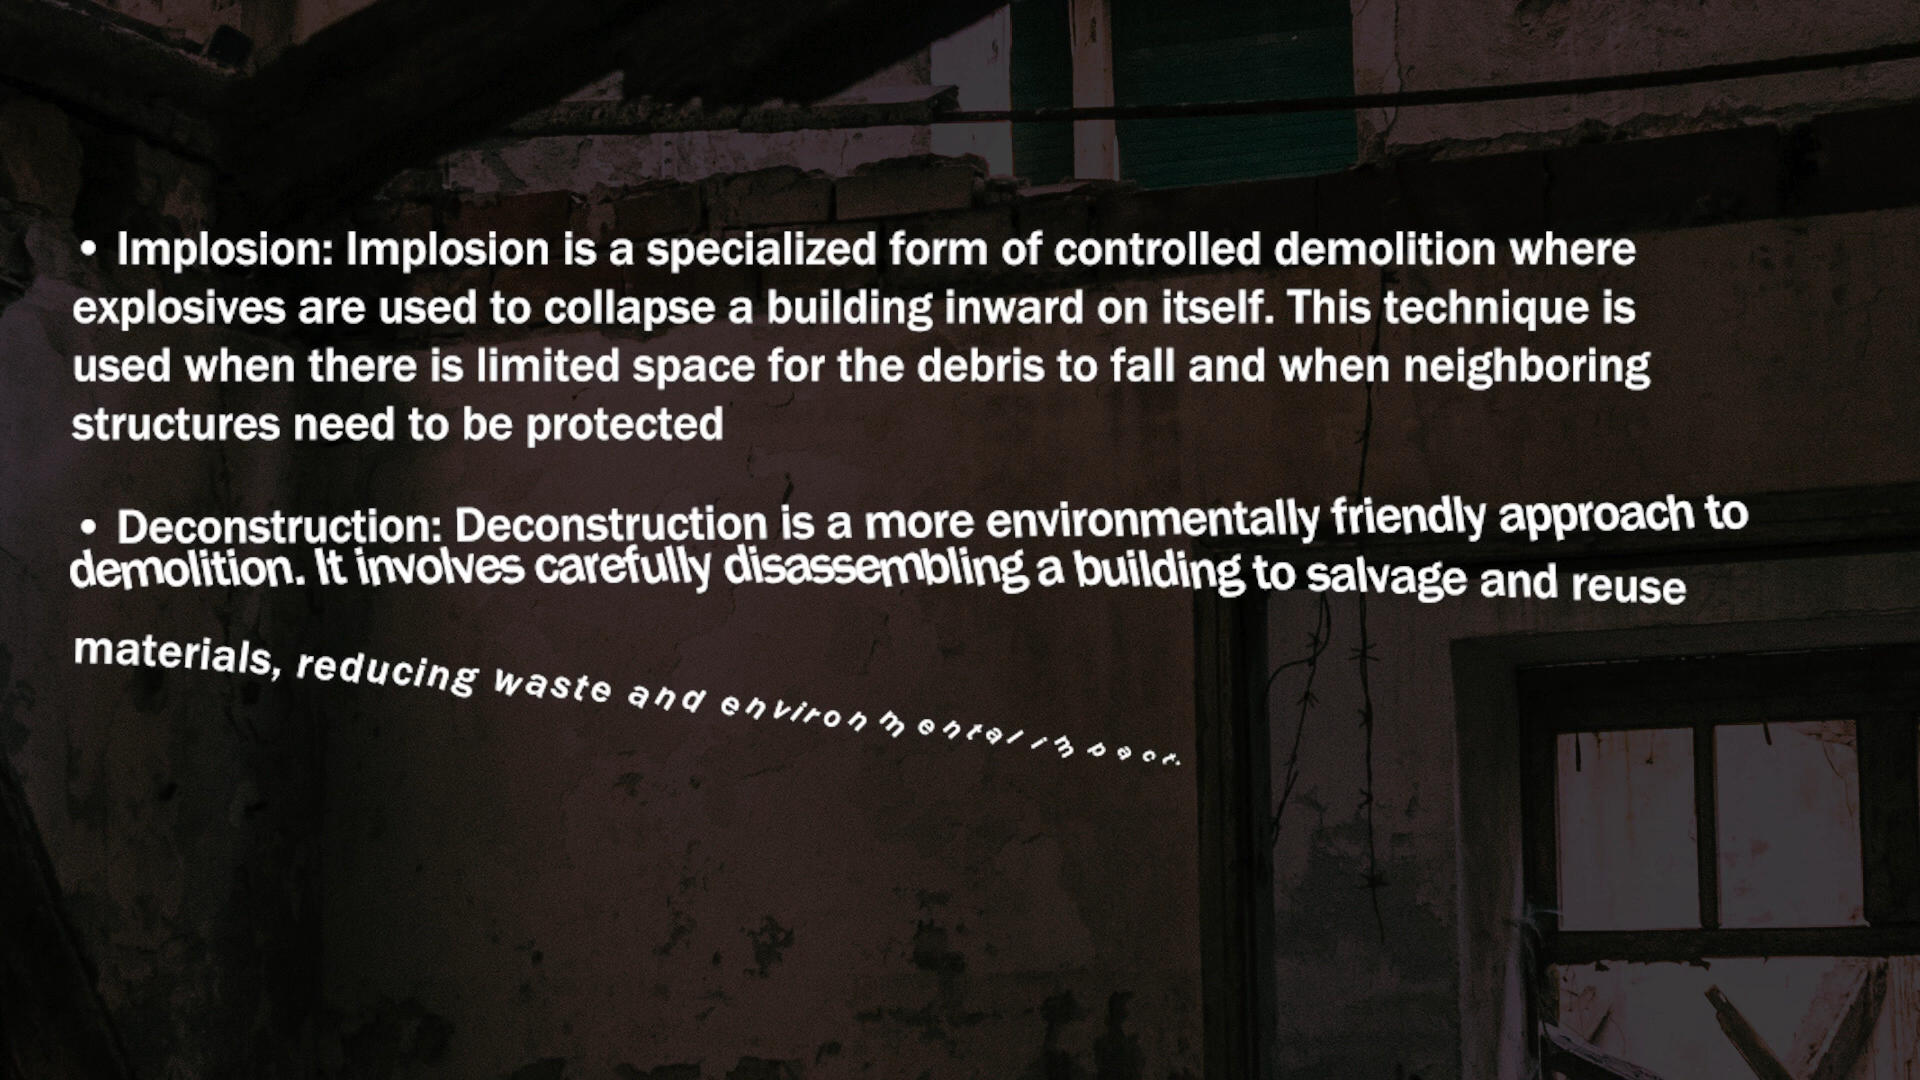 • Implosion: Implosion is a specialized form of controlled demolition where
explosives are used to collapse a building inward on itself. This technique is
used when there is limited space for the debris to fall and when neighboring
structures need to be protected
• Deconstruction: Deconstruction is a more environmentally friendly approach to
demolition. It involves carefully disassembling a building to salvage and reuse
materials, reducing waste and environmental impact.